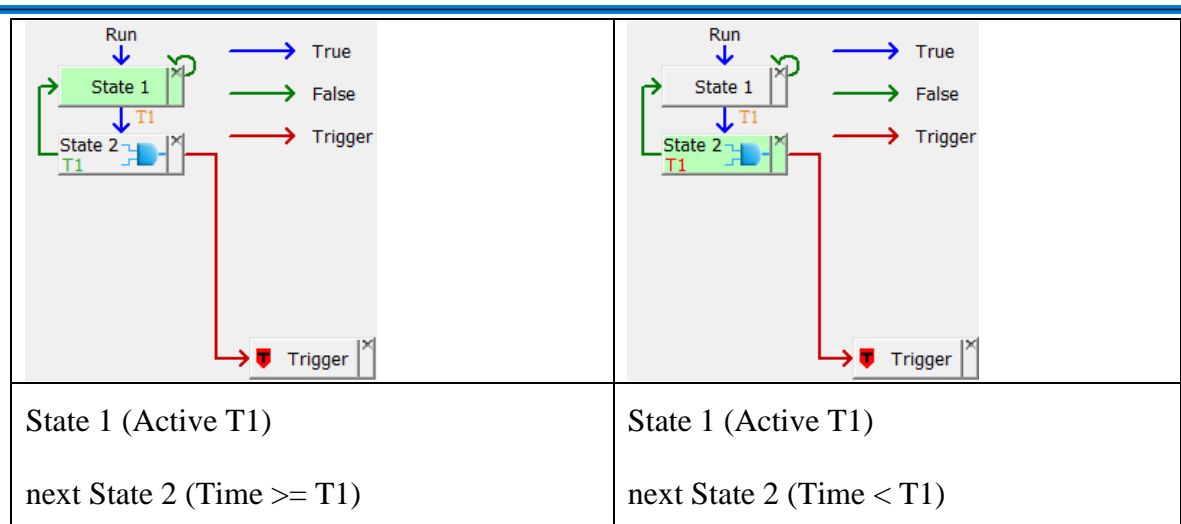 Run
True
State 1
False
T1
State 2
Trigger
T1
Trigger
Run
True
State 1
False
T1
State 2
Trigger
T1
Trigger
State 1 (Active T1)
next State 2 (Time >= T1)
State 1 (Active T1)
next State 2 (Time < T1)